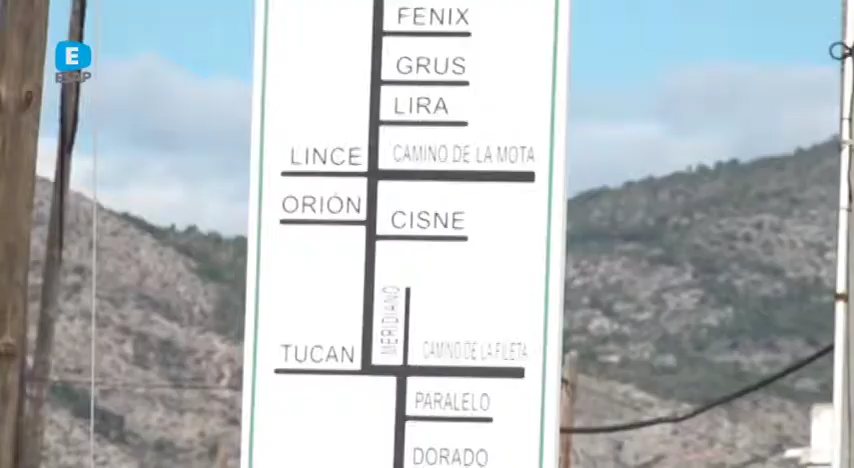 FENIX
E
GRUS
LIRA
LINCE
CAMINO DE LA MOTA
ORIÓN
CISNE
MERIDIANO
TUCAN
CAMINO DE LA FILETA
PARALELO
DORADO